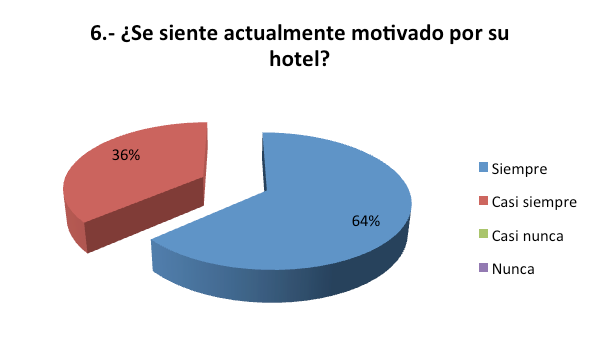 6.- ¿Se siente actualmente motivado por su
hotel?
36%
64%
Siempre
Casi siempre
Casi nunca
Nunca